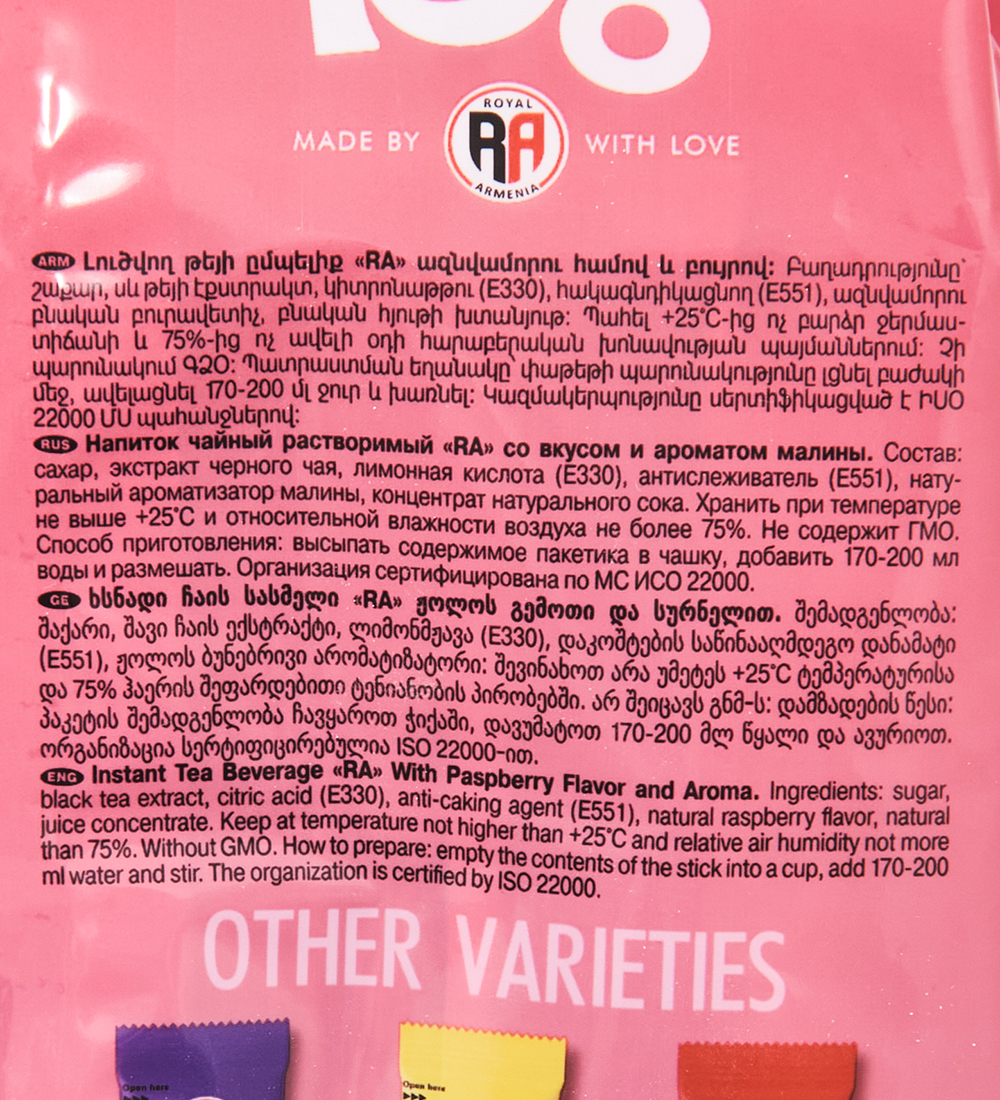 ROYAL
MADE BY RA WITH LOVE
ARMENIA
ARM Լուծվող թեյի ըմպելիք «RA» ազնվամորու համով և բույրով: Բաղադրությունը՝
շաքար, սև թեյի էքստրակտ, կիտրոնաթթու (E330), հակագնդիկացնող (E551), ազնվամորու
բնական բուրավետիչ, բնական հյութի խտանյութ: Պահել +25°C-ից ոչ բարձր ջերմաս-
տիճանի և 75%-ից ոչ ավելի օդի հարաբերական խոնավության պայմաններում: Չի
պարունակում ԳՁՕ: Պատրաստման եղանակը՝ փաթեթի պարունակությունը լցնել բաժակի
մեջ, ավելացնել 170-200 մլ ջուր և խառնել: Կազմակերպությունը սերտիֆիկացված է ԻՍՕ
22000 ՄՍ պահանջներով:
RUS Напиток чайный растворимый «RA» со вкусом и ароматом малины. Состав:
сахар, экстракт черного чая, лимонная кислота (E330), антислеживатель (E551), нату-
ральный ароматизатор малины, концентрат натурального сока. Хранить при температуре
не выше +25°C и относительной влажности воздуха не более 75%. Не содержит ГМО.
Способ приготовления: высыпать содержимое пакетика в чашку, добавить 170-200 мл
воды и размешать. Организация сертифицирована по МС ИСО 22000.
GE ხსნადი ჩაის სასმელი «RA» ჟოლოს გემოთი და სურნელით. შემადგენლობა:
შაქარი, შავი ჩაის ექსტრაქტი, ლიმონმჟავა (E330), დაკოშტების საწინააღმდეგო დანამატი
(E551), ჟოლოს ბუნებრივი არომატიზატორი: შევინახოთ არა უმეტეს +25°C ტემპერატურისა
და 75% ჰაერის შეფარდებითი ტენიანობის პირობებში. არ შეიცავს გნმ-ს: დამზადების წესი:
პაკეტის შემადგენლობა ჩავყაროთ ჭიქაში, დავუმატოთ 170-200 მლ წყალი და ავურიოთ.
ორგანიზაცია სერტიფიცირებულია ISO 22000-ით.
ENG Instant Tea Beverage «RA» With Paspberry Flavor and Aroma. Ingredients: sugar,
black tea extract, citric acid (E330), anti-caking agent (E551), natural raspberry flavor, natural
juice concentrate. Keep at temperature not higher than +25°C and relative air humidity not more
than 75%. Without GMO. How to prepare: empty the contents of the stick into a cup, add 170-200
ml water and stir. The organization is certified by ISO 22000.
OTHER VARIETIES
Open here
Open here